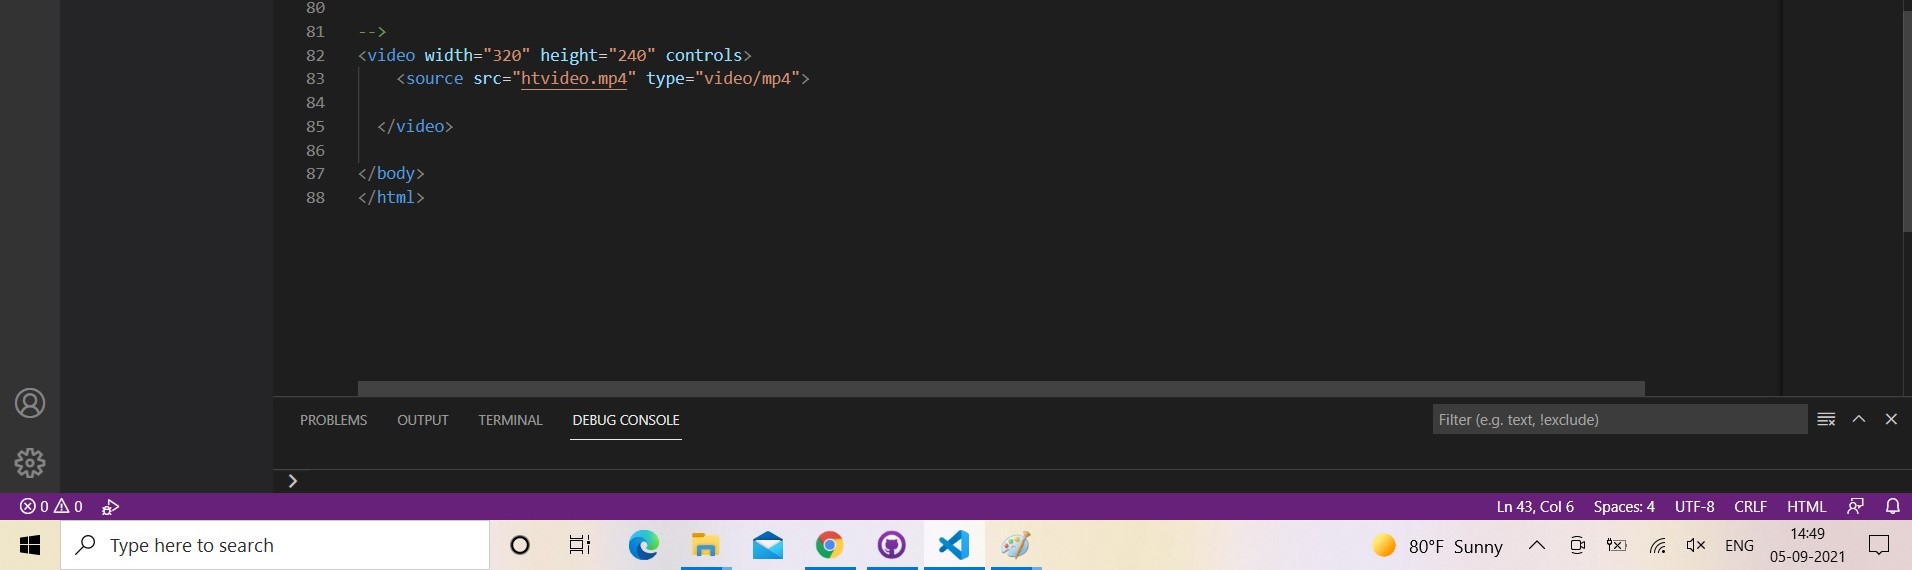 80
81 -->
82 <video width="320" height="240" controls>
83 <source src="htvideo.mp4" type="video/mp4">
84
85 </video>
86
87 </body>
88 </html>
PROBLEMS OUTPUT TERMINAL DEBUG CONSOLE Filter (e.g. text, !exclude)
0 0 Ln 43, Col 6 Spaces: 4 UTF-8 CRLF HTML
Type here to search 80°F Sunny ENG 14:49
05-09-2021